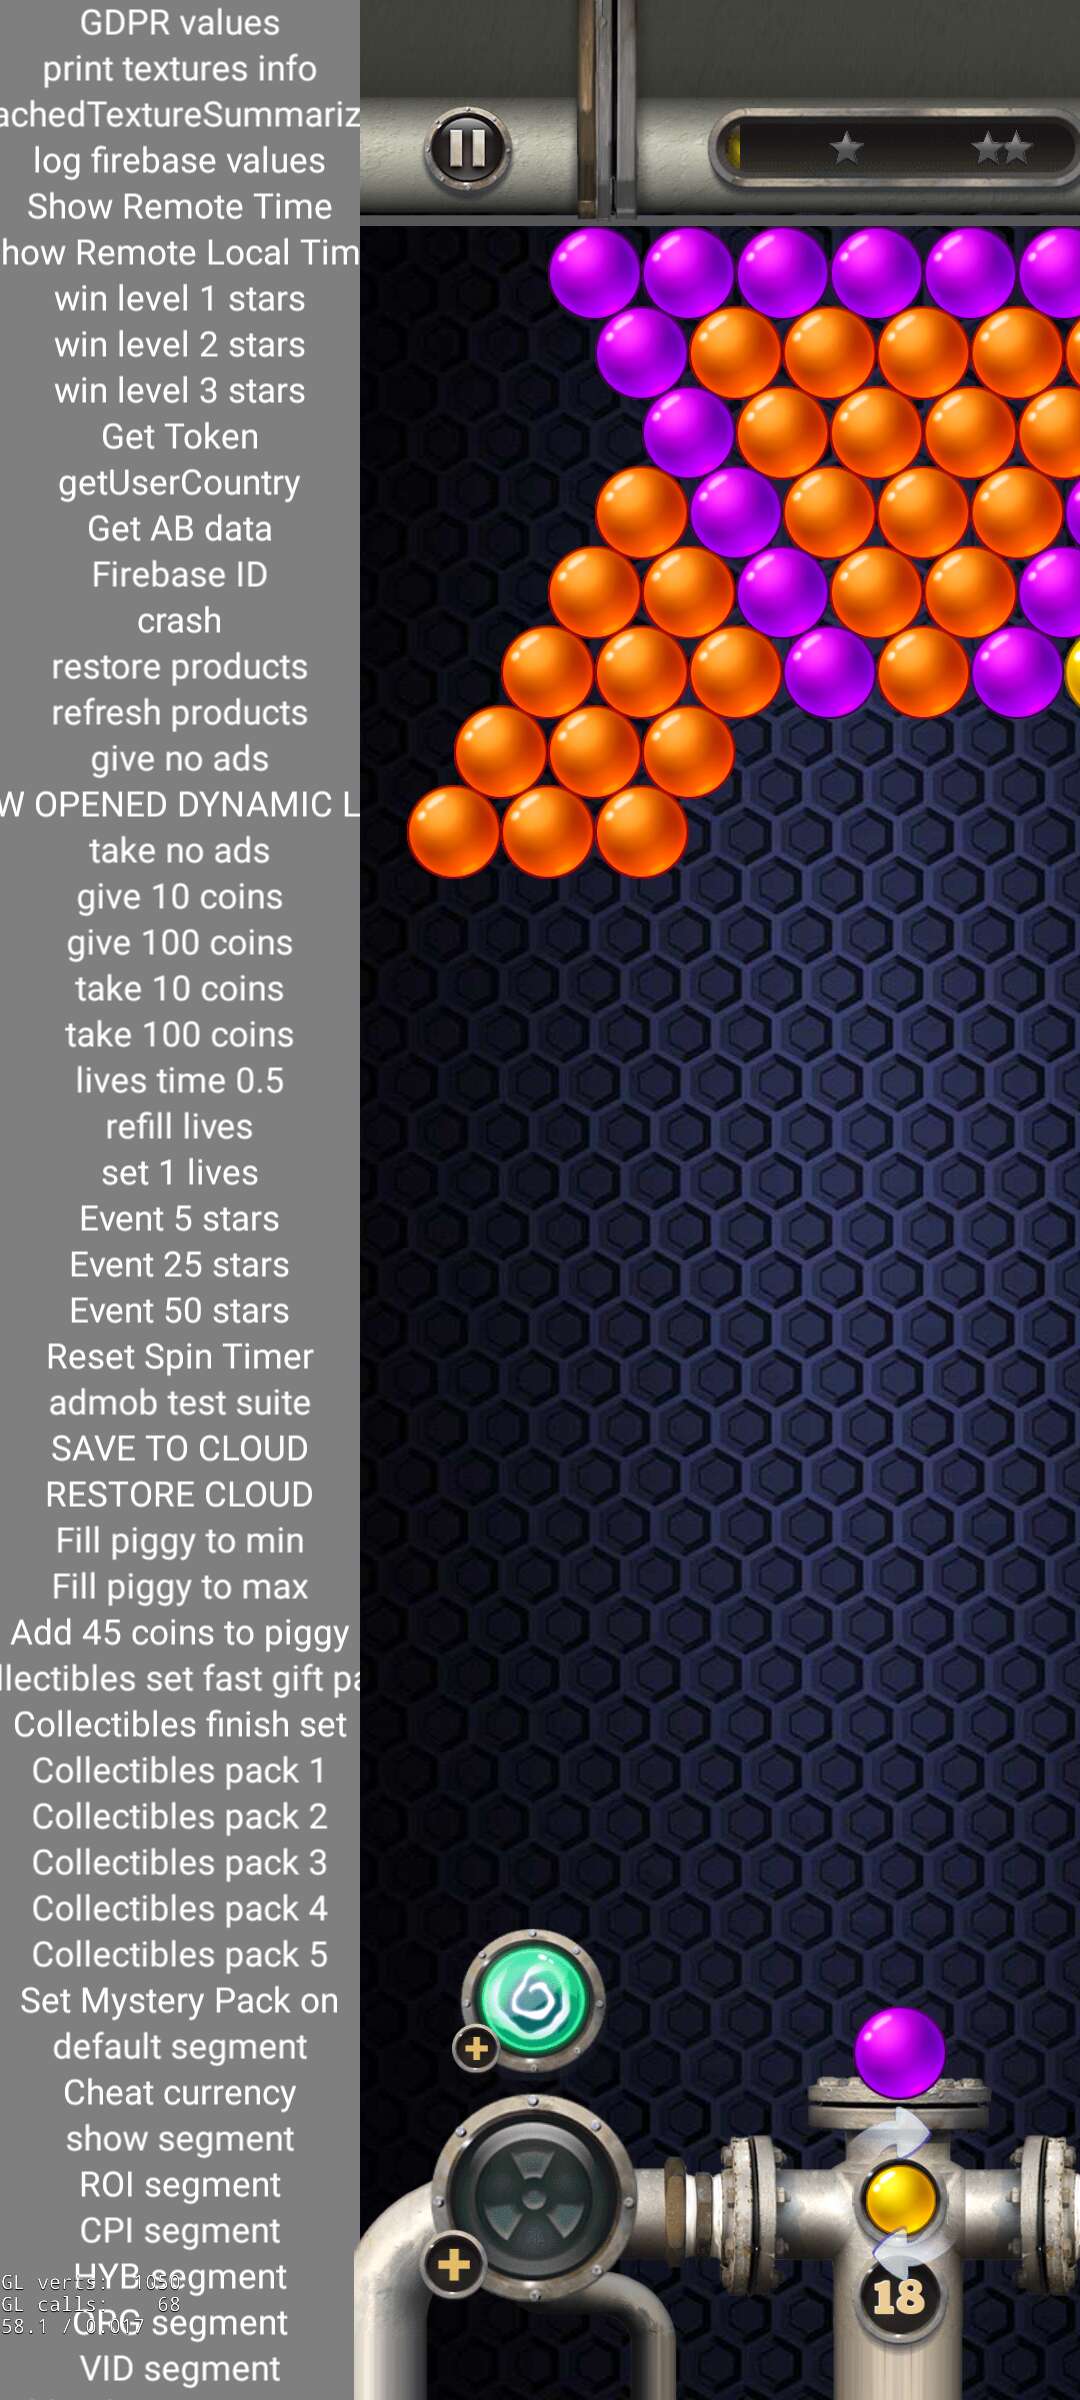 GDPR values
print textures info
achedTextureSummariz
log firebase values
Show Remote Time
how Remote Local Tim
win level 1 stars
win level 2 stars
win level 3 stars
Get Token
getUserCountry
Get AB data
Firebase ID
crash
restore products
refresh products
give no ads
W OPENED DYNAMIC L
take no ads
give 10 coins
give 100 coins
take 10 coins
take 100 coins
lives time 0.5
refill lives
set 1 lives
Event 5 stars
Event 25 stars
Event 50 stars
Reset Spin Timer
admob test suite
SAVE TO CLOUD
RESTORE CLOUD
Fill piggy to min
Fill piggy to max
Add 45 coins to piggy
llectibles set fast gift pa
Collectibles finish set
Collectibles pack 1
Collectibles pack 2
Collectibles pack 3
Collectibles pack 4
Collectibles pack 5
Set Mystery Pack on
default segment
Cheat currency
show segment
ROI segment
CPI segment
HYB segment
GL verts: 1050
GL calls: 68
58.1 / 0.017
segment
VID segment
18